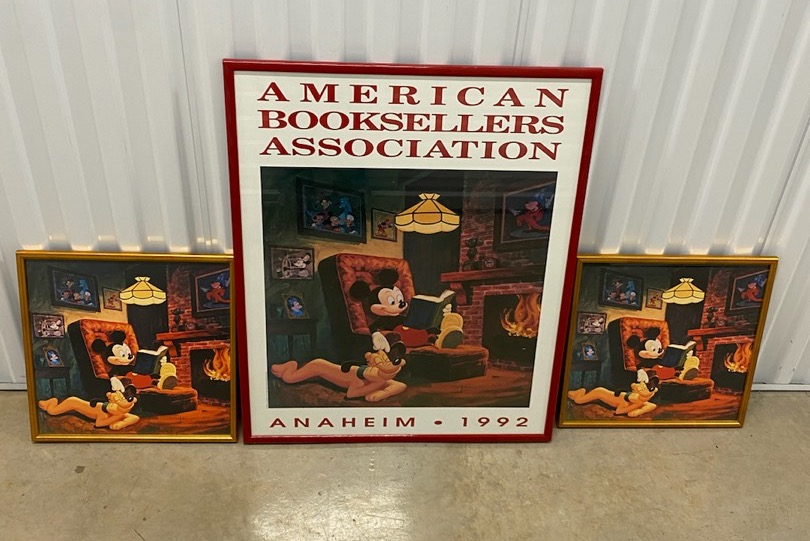 AMERICAN
BOOKSELLERS
ASSOCIATION
ANAHEIM • 1992